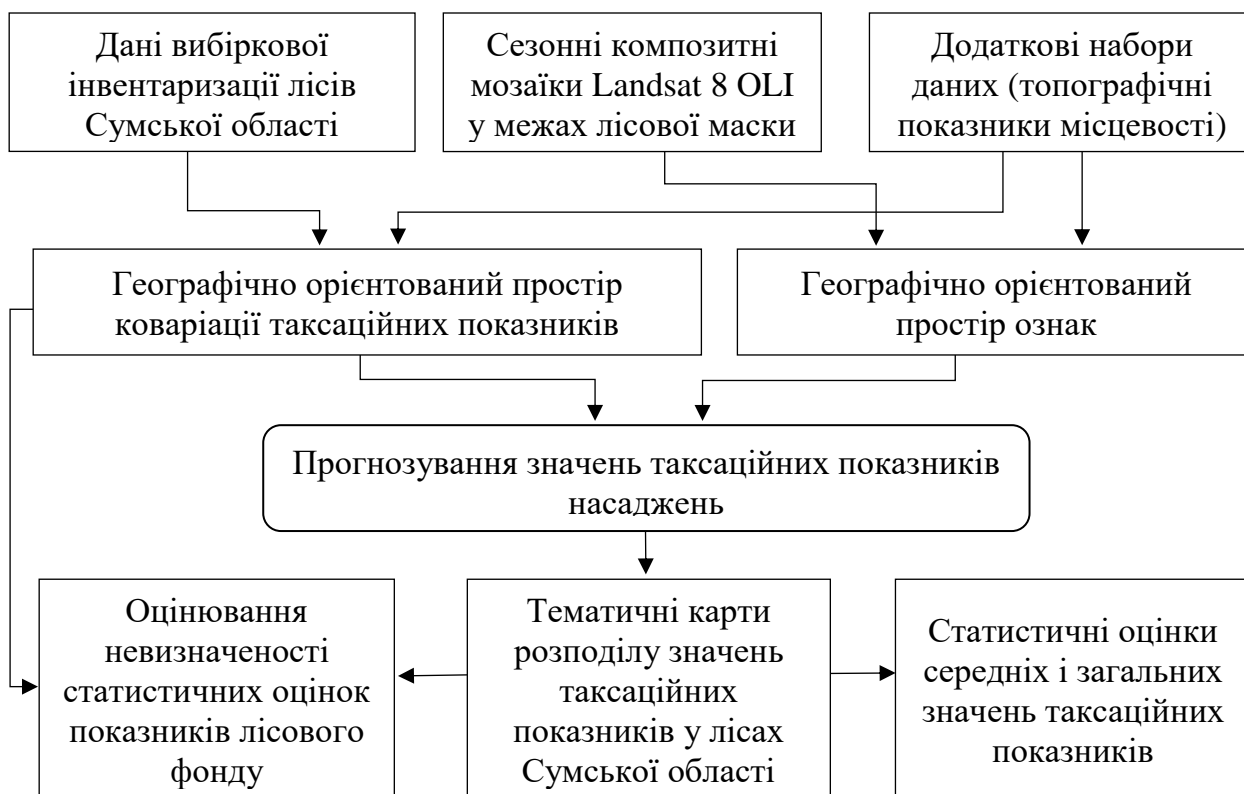 Дані вибіркової
інвентаризації лісів
Сумської області
Сезонні композитні
мозаїки Landsat 8 OLI
у межах лісової маски
Додаткові набори
даних (топографічні
показники місцевості)
Географічно орієнтований простір
коваріації таксаційних показників
Географічно орієнтований
простір ознак
Прогнозування значень таксаційних показників
насаджень
Оцінювання
невизначеності
статистичних оцінок
показників лісового
фонду
Тематичні карти
розподілу значень
таксаційних
показників у лісах
Сумської області
Статистичні оцінки
середніх і загальних
значень таксаційних
показників